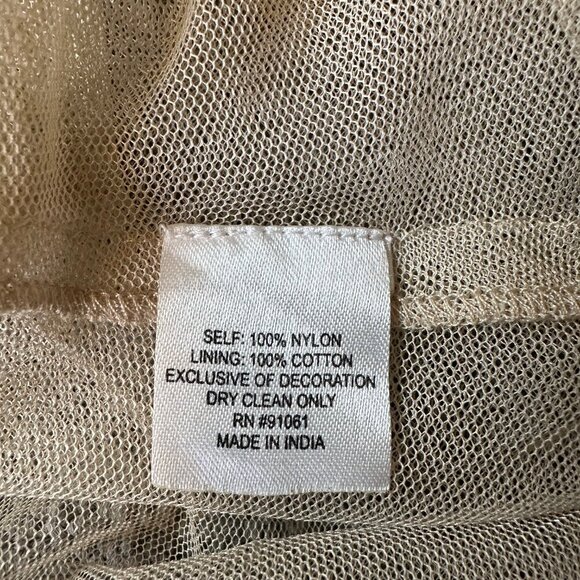 SELF: 100% NYLON
LINING: 100% COTTON
EXCLUSIVE OF DECORATION
DRY CLEAN ONLY
RN #91061
MADE IN INDIA